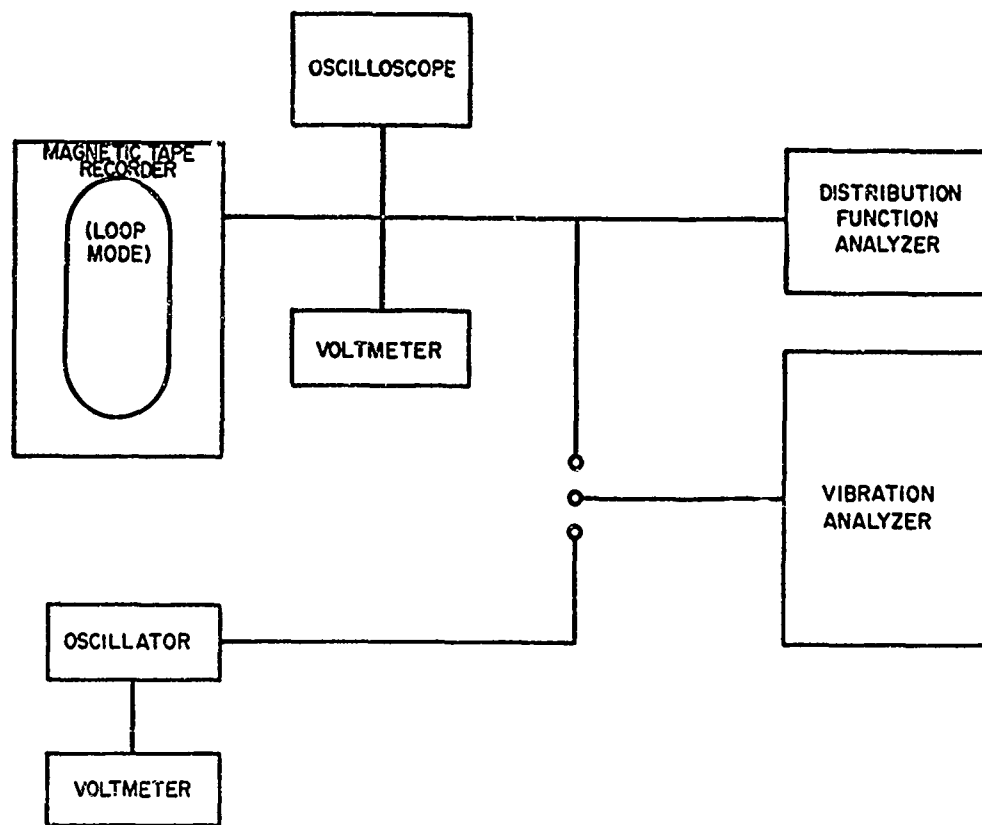 OSCILLOSCOPE
MAGNETIC TAPE
RECORDER
(LOOP
MODE)
DISTRIBUTION
FUNCTION
ANALYZER
VOLTMETER
VIBRATION
ANALYZER
OSCILLATOR
VOLTMETER